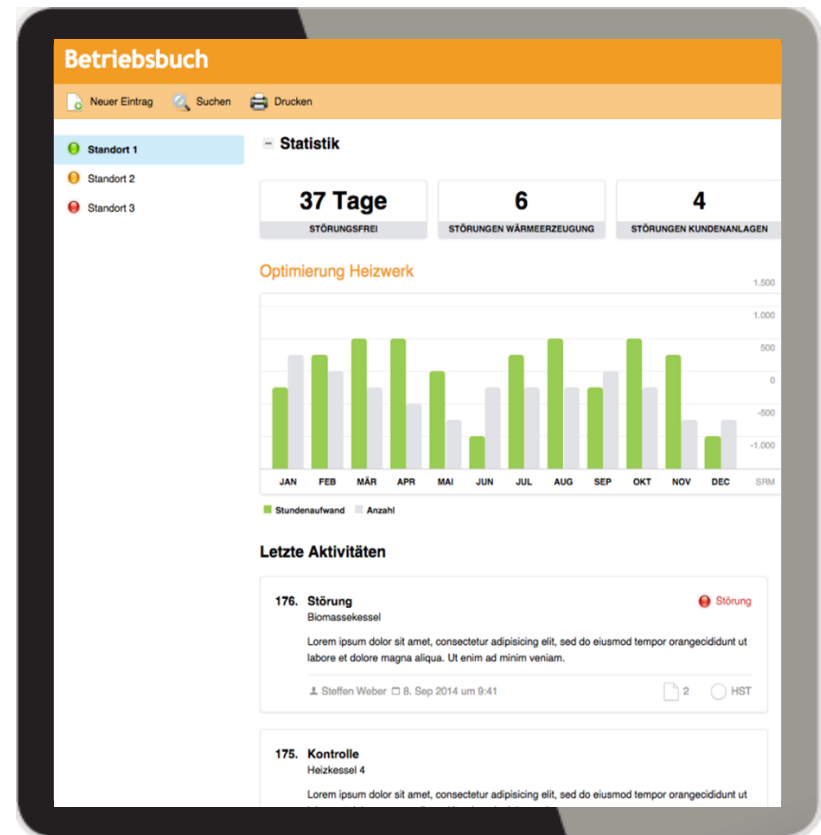 Betriebsbuch
Neuer Eintrag Suchen Drucken
Standort 1
Standort 2
Standort 3
Statistik
37 Tage
STÖRUNGSFREI
6
STÖRUNGEN WÄRMEERZEUGUNG
4
STÖRUNGEN KUNDENANLAGEN
Optimierung Heizwerk
1.500
1.000
500
0
-500
-1.000
JAN FEB MÄR APR MAI JUN JUL AUG SEP OKT NOV DEC SRM
Stundenaufwand Anzahl
Letzte Aktivitäten
176. Störung Störung
Biomassekessel
Lorem ipsum dolor sit amet, consectetur adipisicing elit, sed do eiusmod tempor orangecididunt ut
labore et dolore magna aliqua. Ut enim ad minim veniam.
Steffen Weber 8. Sep 2014 um 9:41 2 HST
175. Kontrolle
Heizkessel 4
Lorem ipsum dolor sit amet, consectetur adipisicing elit, sed do eiusmod tempor orangecididunt ut